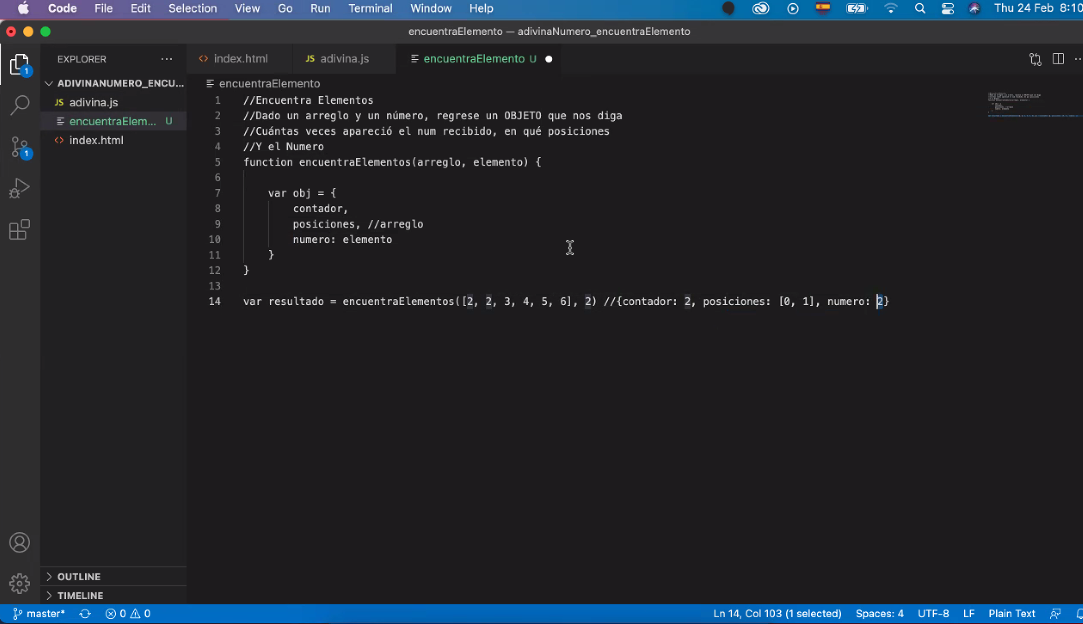 Code File Edit Selection View Go Run Terminal Window Help Thu 24 Feb 8:10
encuentraElemento — adivinaNumero_encuentraElemento
EXPLORER ...
index.html
JS adivina.js
encuentraElemento U
ADIVINANUMERO_ENCU...
JS adivina.js
encuentraElem... U
index.html
encuentraElemento
1 //Encuentra Elementos
2 //Dado un arreglo y un número, regrese un OBJETO que nos diga
3 //Cuántas veces apareció el num recibido, en qué posiciones
4 //Y el Numero
5 function encuentraElementos(arreglo, elemento) {
6
7 var obj = {
8 contador,
9 posiciones, //arreglo
10 numero: elemento
11 }
12 }
13
14 var resultado = encuentraElementos([2, 2, 3, 4, 5, 6], 2) //{contador: 2, posiciones: [0, 1], numero: 2}
1
1
OUTLINE
TIMELINE
master* 0 0 Ln 14, Col 103 (1 selected) Spaces: 4 UTF-8 LF Plain Text